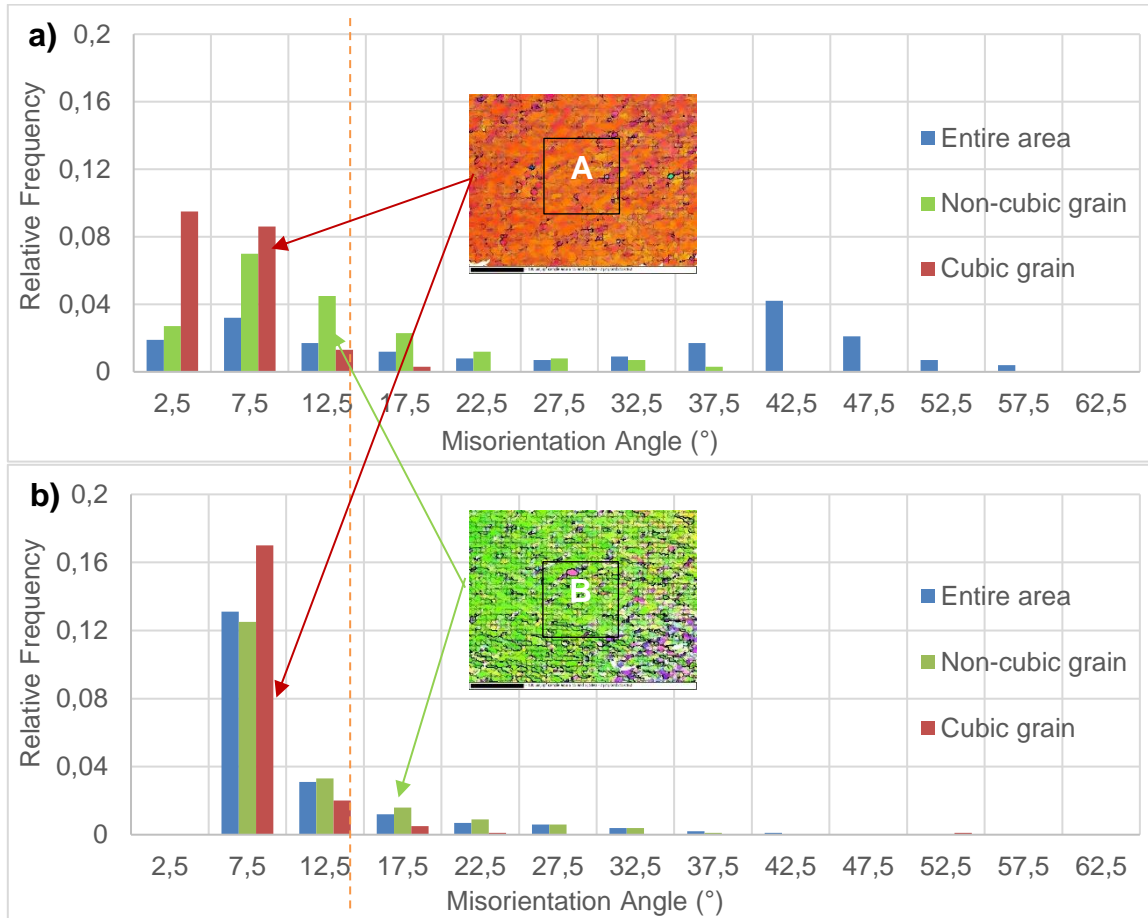 a)
0,2
0,16
0,12
0,08
0,04
0
Relative Frequency
A
Entire area
Non-cubic grain
Cubic grain
2,5 7,5 12,5 17,5 22,5 27,5 32,5 37,5 42,5 47,5 52,5 57,5 62,5
Misorientation Angle (°)
b)
0,2
0,16
0,12
0,08
0,04
0
Relative Frequency
B
Entire area
Non-cubic grain
Cubic grain
2,5 7,5 12,5 17,5 22,5 27,5 32,5 37,5 42,5 47,5 52,5 57,5 62,5
Misorientation Angle (°)